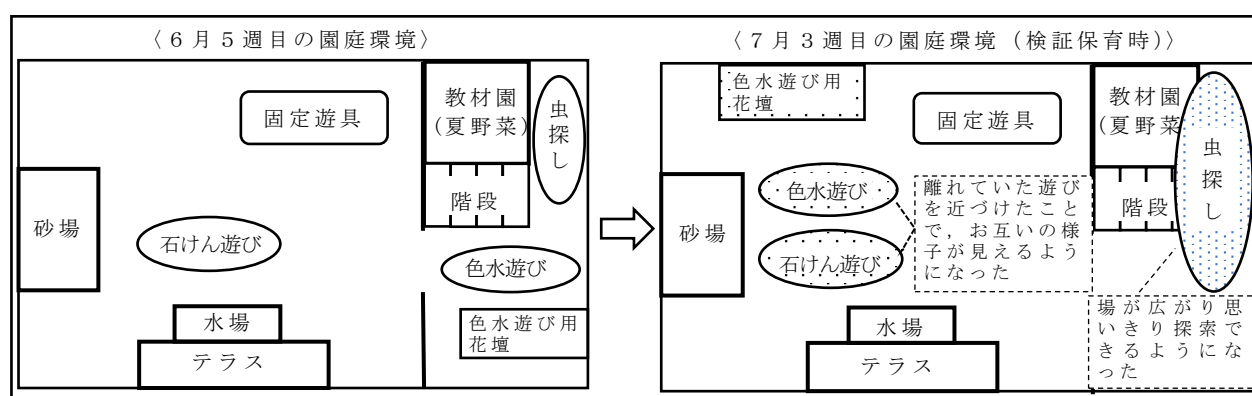 〈６月５週目の園庭環境〉
固定遊具
教材園
(夏野菜)
虫探し
階段
砂場
石けん遊び
色水遊び
水場
テラス
色水遊び用
花壇
〈７月３週目の園庭環境（検証保育時）〉
色水遊び用
花壇
固定遊具
教材園
(夏野菜)
虫探し
階段
砂場
色水遊び
石けん遊び
離れていた遊び
を近づけたこと
で，お互いの様
子が見えるよう
になった
水場
テラス
場が広がり思
いきり探索で
きるようにな
った